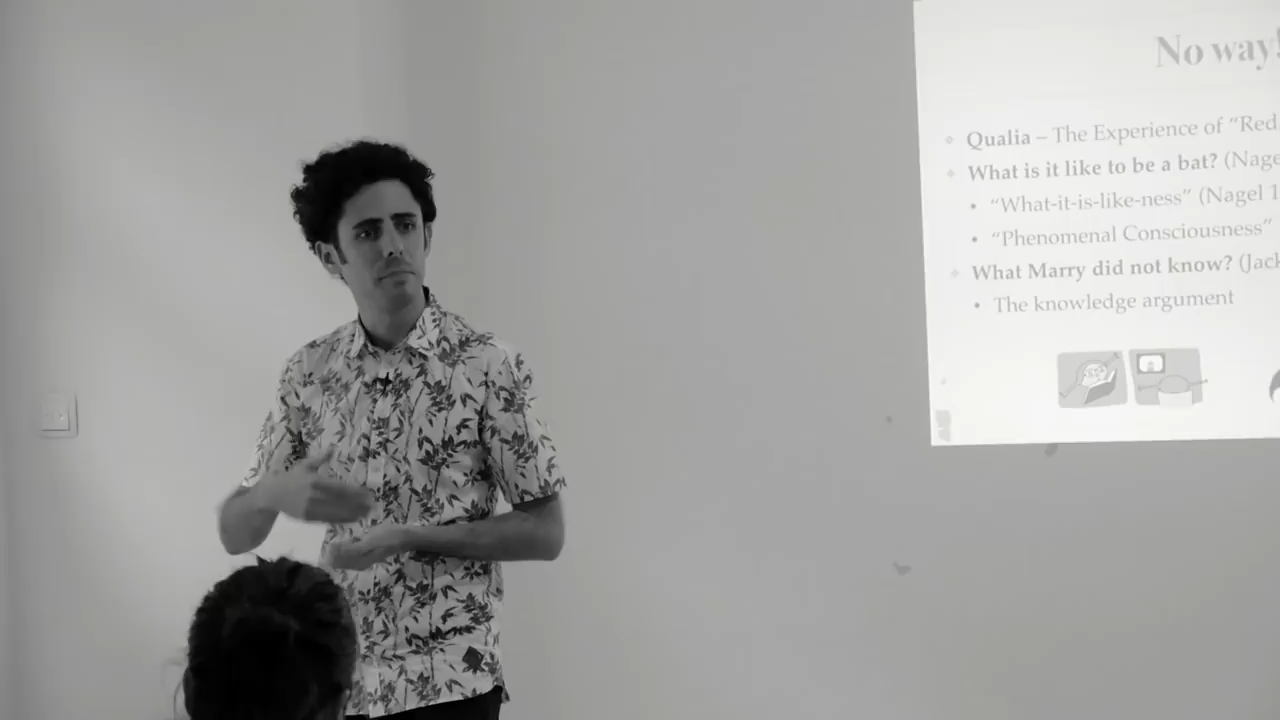 No way!
Qualia – The Experience of “Red
What is it like to be a bat? (Nage
“What-it-is-like-ness” (Nagel 1
“Phenomenal Consciousness”
What Marry did not know? (Jack
The knowledge argument